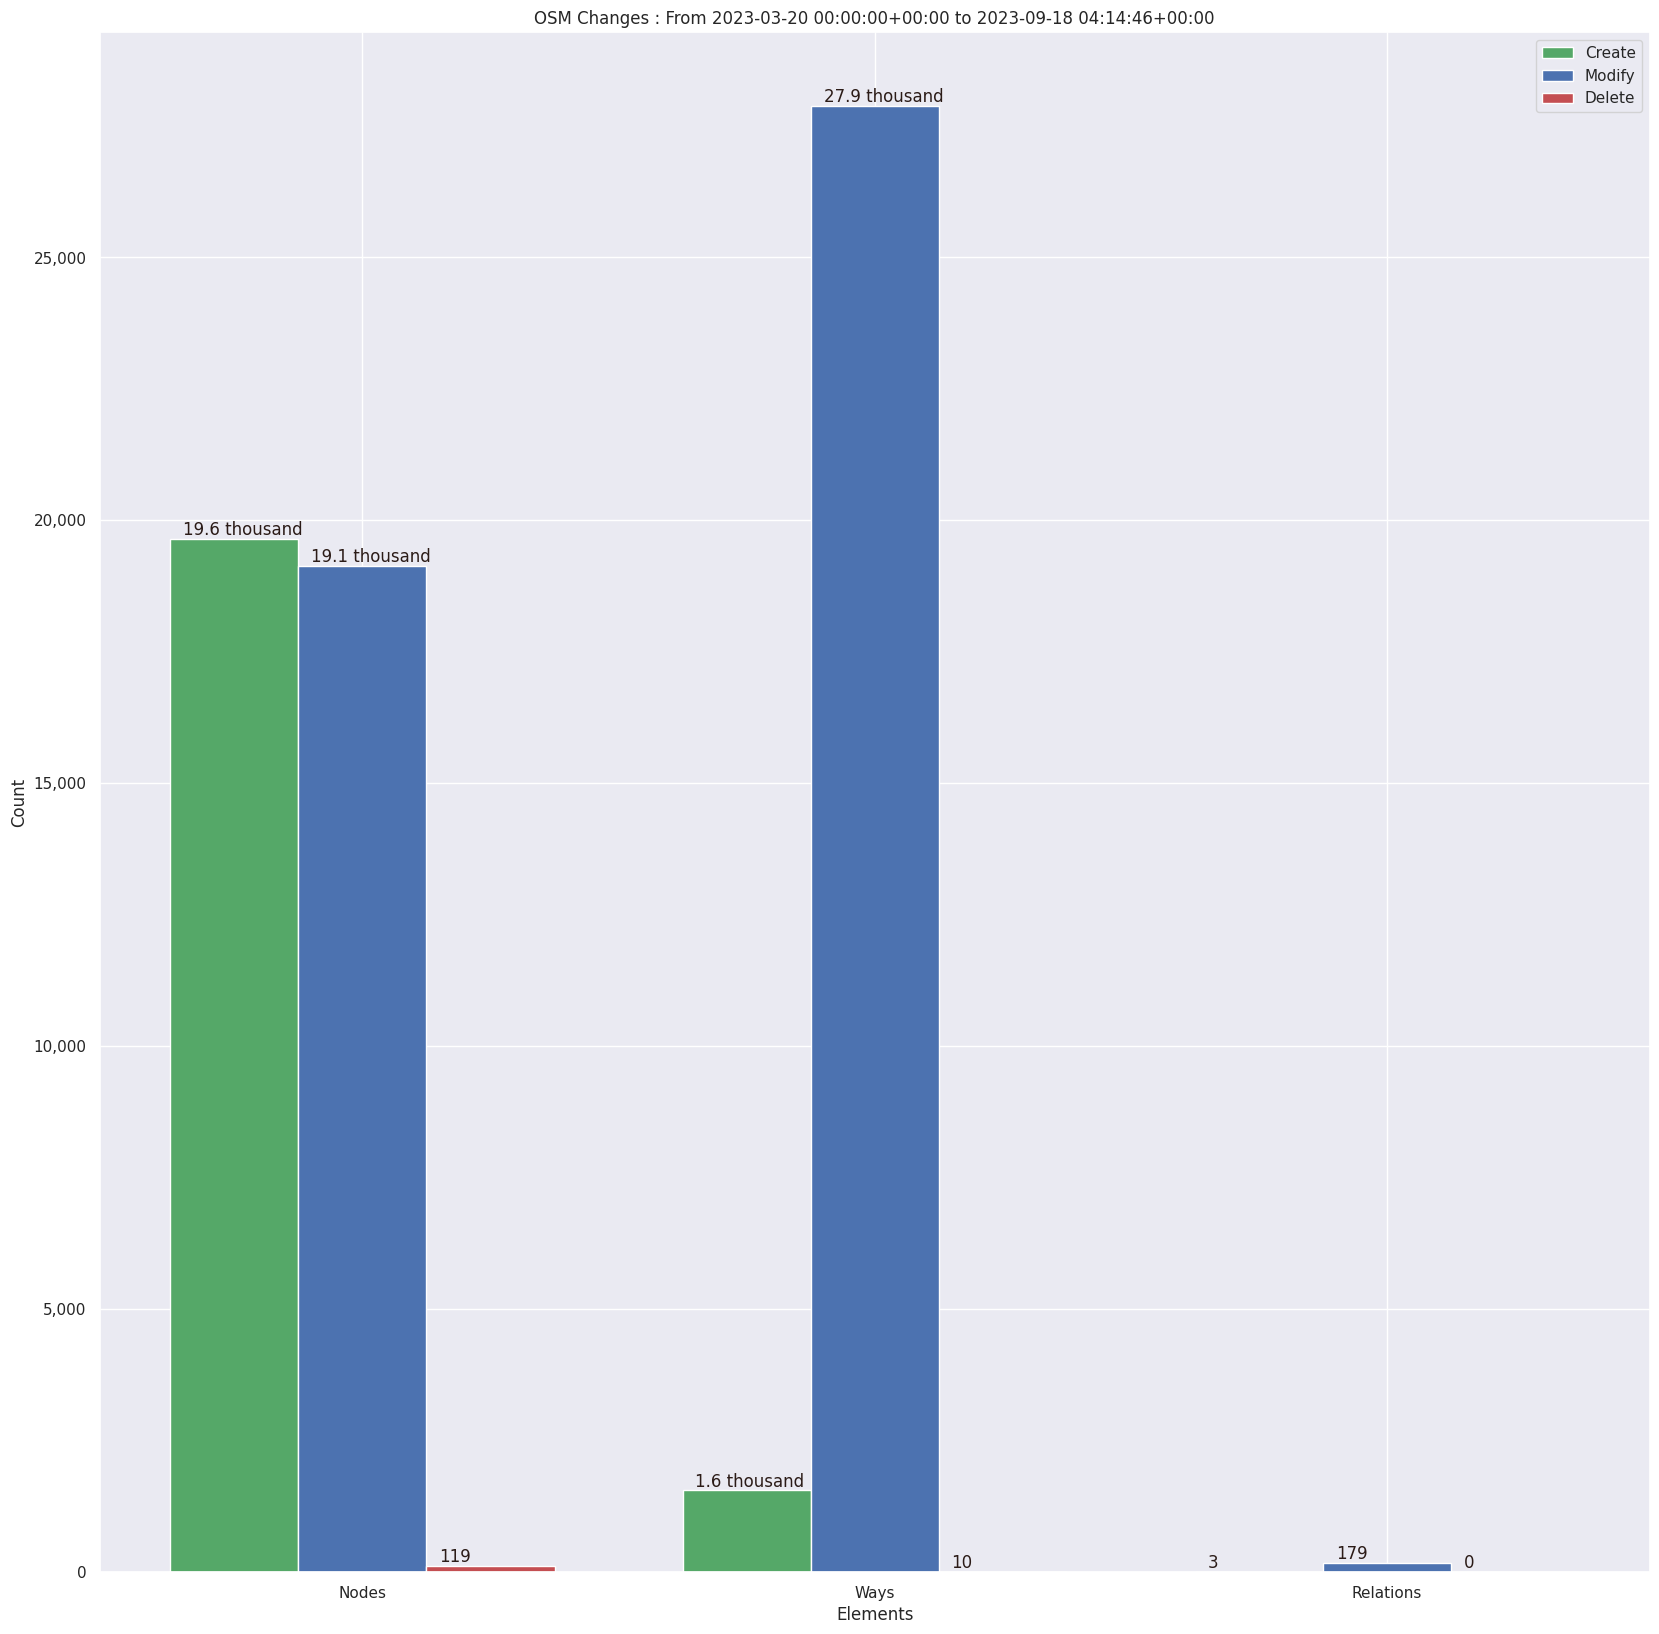 OSM Changes : From 2023-03-20 00:00:00+00:00 to 2023-09-18 04:14:46+00:00
Create
Modify
Delete
27.9 thousand
25,000
20,000
19.6 thousand
19.1 thousand
15,000
Count
10,000
5,000
1.6 thousand
119
10
3
179
0
0
Nodes
Ways
Relations
Elements